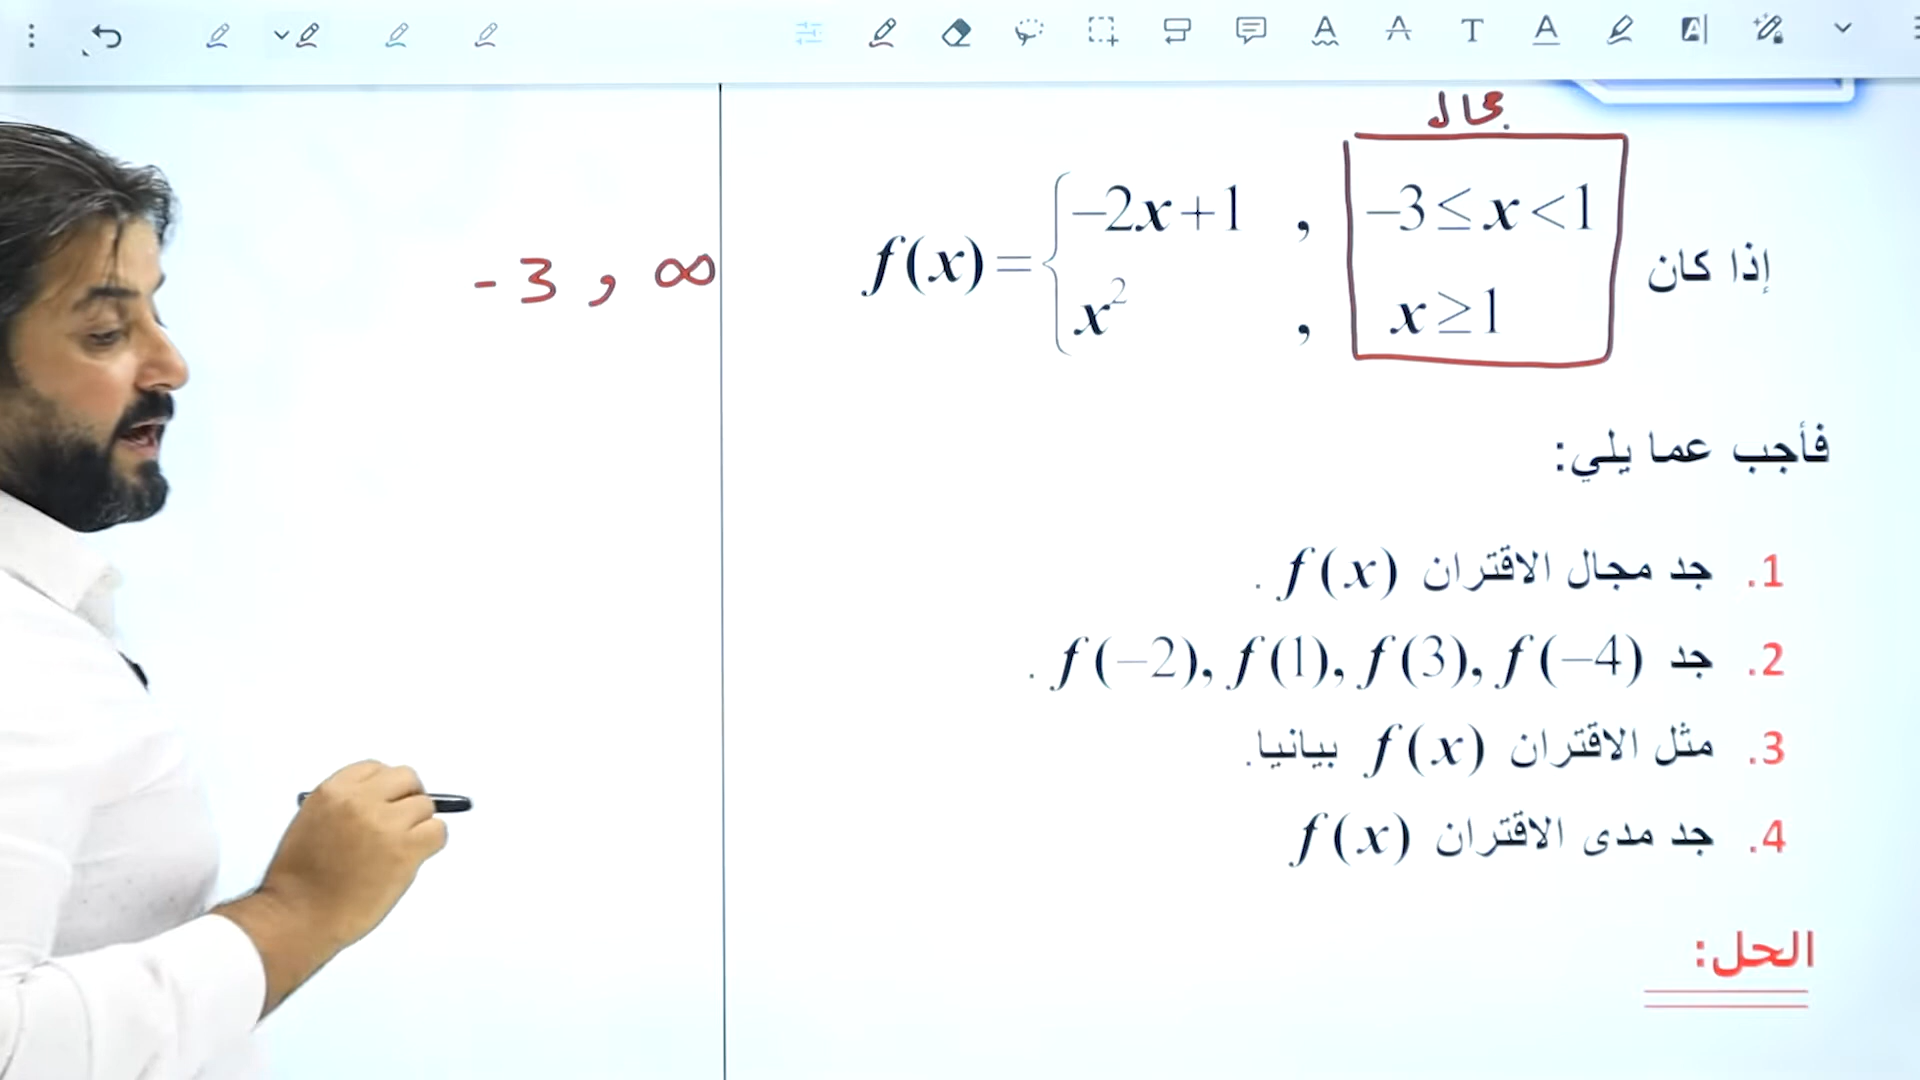 مجال
إذا كان f(x) = { -2x+1 , -3 ≤ x < 1
x² , x ≥ 1
-3 , ∞
فأجب عما يلي:
1. جد مجال الاقتران f(x) .
2. جد f(-2), f(1), f(3), f(-4) .
3. مثل الاقتران f(x) بيانيا.
4. جد مدى الاقتران f(x)
الحل: